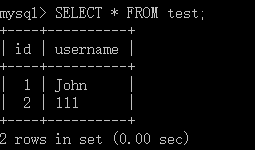 mysql> SELECT * FROM test;
+----+----------+
| id | username |
+----+----------+
|  1 | John     |
|  2 | 111      |
+----+----------+
2 rows in set (0.00 sec)